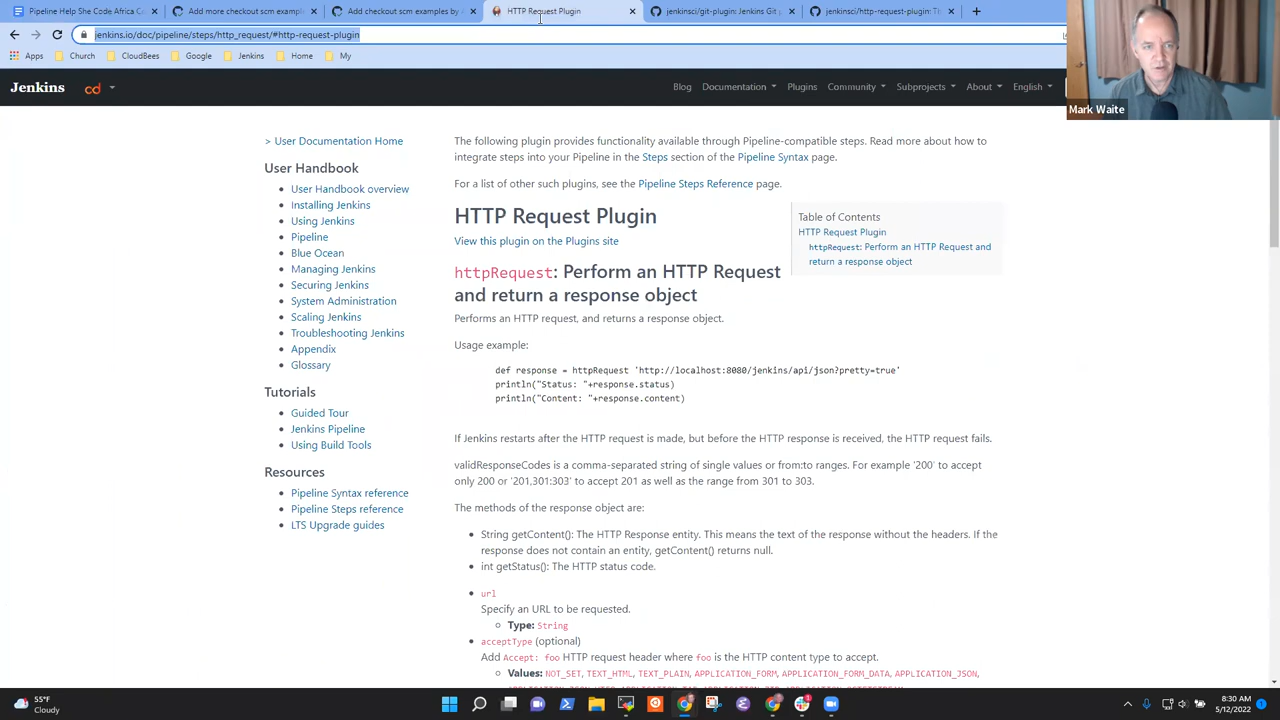 Pipeline Help She Code Africa C
Add more checkout scm example
Add checkout scm examples by
HTTP Request Plugin
jenkinsci/git-plugin: Jenkins Git
jenkinsci/http-request-plugin: T
jenkins.io/doc/pipeline/steps/http_request/#http-request-plugin
Apps Church CloudBees Google Jenkins Home My
Mark Waite
Jenkins cd Blog Documentation Plugins Community Subprojects About English
> User Documentation Home
User Handbook
User Handbook overview
Installing Jenkins
Using Jenkins
Pipeline
Blue Ocean
Managing Jenkins
Securing Jenkins
System Administration
Scaling Jenkins
Troubleshooting Jenkins
Appendix
Glossary
Tutorials
Guided Tour
Jenkins Pipeline
Using Build Tools
Resources
Pipeline Syntax reference
Pipeline Steps reference
LTS Upgrade guides
The following plugin provides functionality available through Pipeline-compatible steps. Read more about how to
integrate steps into your Pipeline in the Steps section of the Pipeline Syntax page.
For a list of other such plugins, see the Pipeline Steps Reference page.
HTTP Request Plugin
View this plugin on the Plugins site
Table of Contents
HTTP Request Plugin
httpRequest: Perform an HTTP Request and
return a response object
httpRequest: Perform an HTTP Request
and return a response object
Performs an HTTP request, and returns a response object.
Usage example:
def response = httpRequest 'http://localhost:8080/jenkins/api/json?pretty=true'
println("Status: "+response.status)
println("Content: "+response.content)
If Jenkins restarts after the HTTP request is made, but before the HTTP response is received, the HTTP request fails.
validResponseCodes is a comma-separated string of single values or from:to ranges. For example '200' to accept
only 200 or '201,301:303' to accept 201 as well as the range from 301 to 303.
The methods of the response object are:
String getContent(): The HTTP Response entity. This means the text of the response without the headers. If the
response does not contain an entity, getContent() returns null.
int getStatus(): The HTTP status code.
url
Specify an URL to be requested.
Type: String
acceptType (optional)
Add Accept: foo HTTP request header where foo is the HTTP content type to accept.
Values: NOT_SET, TEXT_HTML, TEXT_PLAIN, APPLICATION_FORM, APPLICATION_FORM_DATA, APPLICATION_JSON,
55°F
Cloudy
8:30 AM
5/12/2022